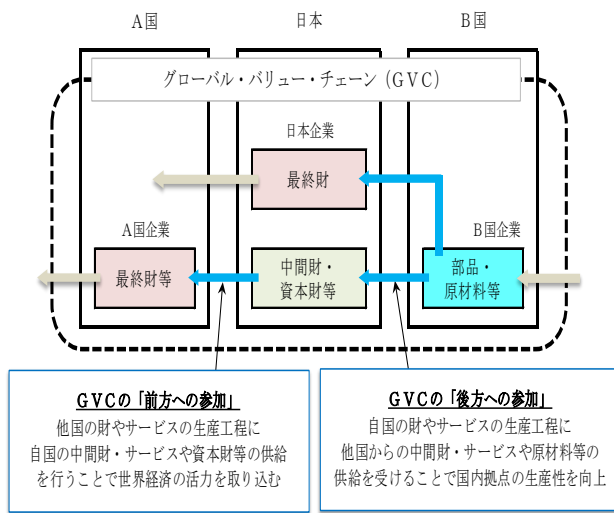 A国
日本
B国
グローバル・バリュー・チェーン（GVC）
日本企業
最終財
A国企業
B国企業
最終財等
中間財・
資本財等
部品・
原材料等
GVCの「前方への参加」
他国の財やサービスの生産工程に
自国の中間財・サービスや資本財等の供給
を行うことで世界経済の活力を取り込む
GVCの「後方への参加」
自国の財やサービスの生産工程に
他国からの中間財・サービスや原材料等の
供給を受けることで国内拠点の生産性を向上